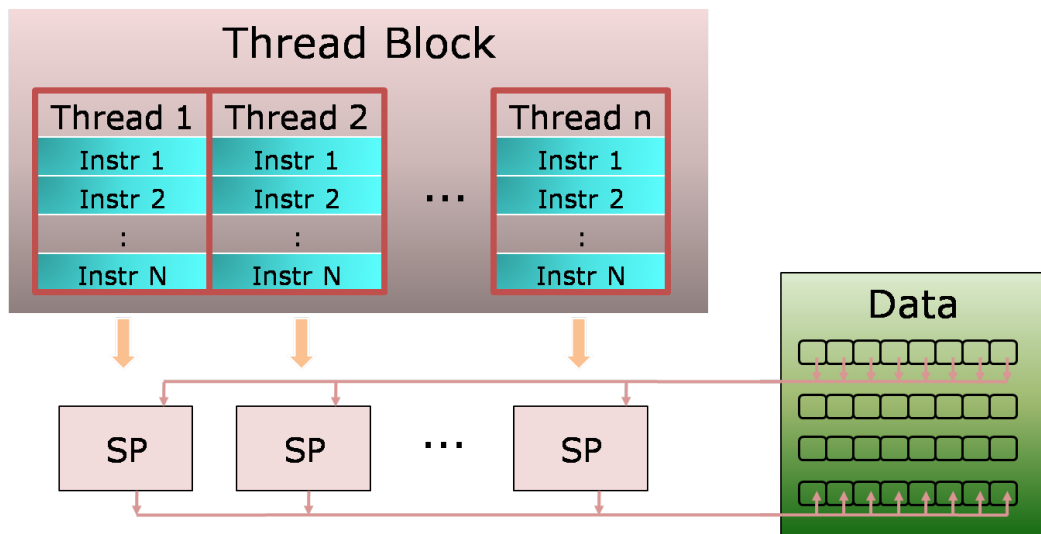 Thread Block
Thread 1 Thread 2 Thread n
Instr 1 Instr 1 Instr 1
Instr 2 Instr 2 ... Instr 2
: : :
Instr N Instr N Instr N
Data
SP SP ... SP